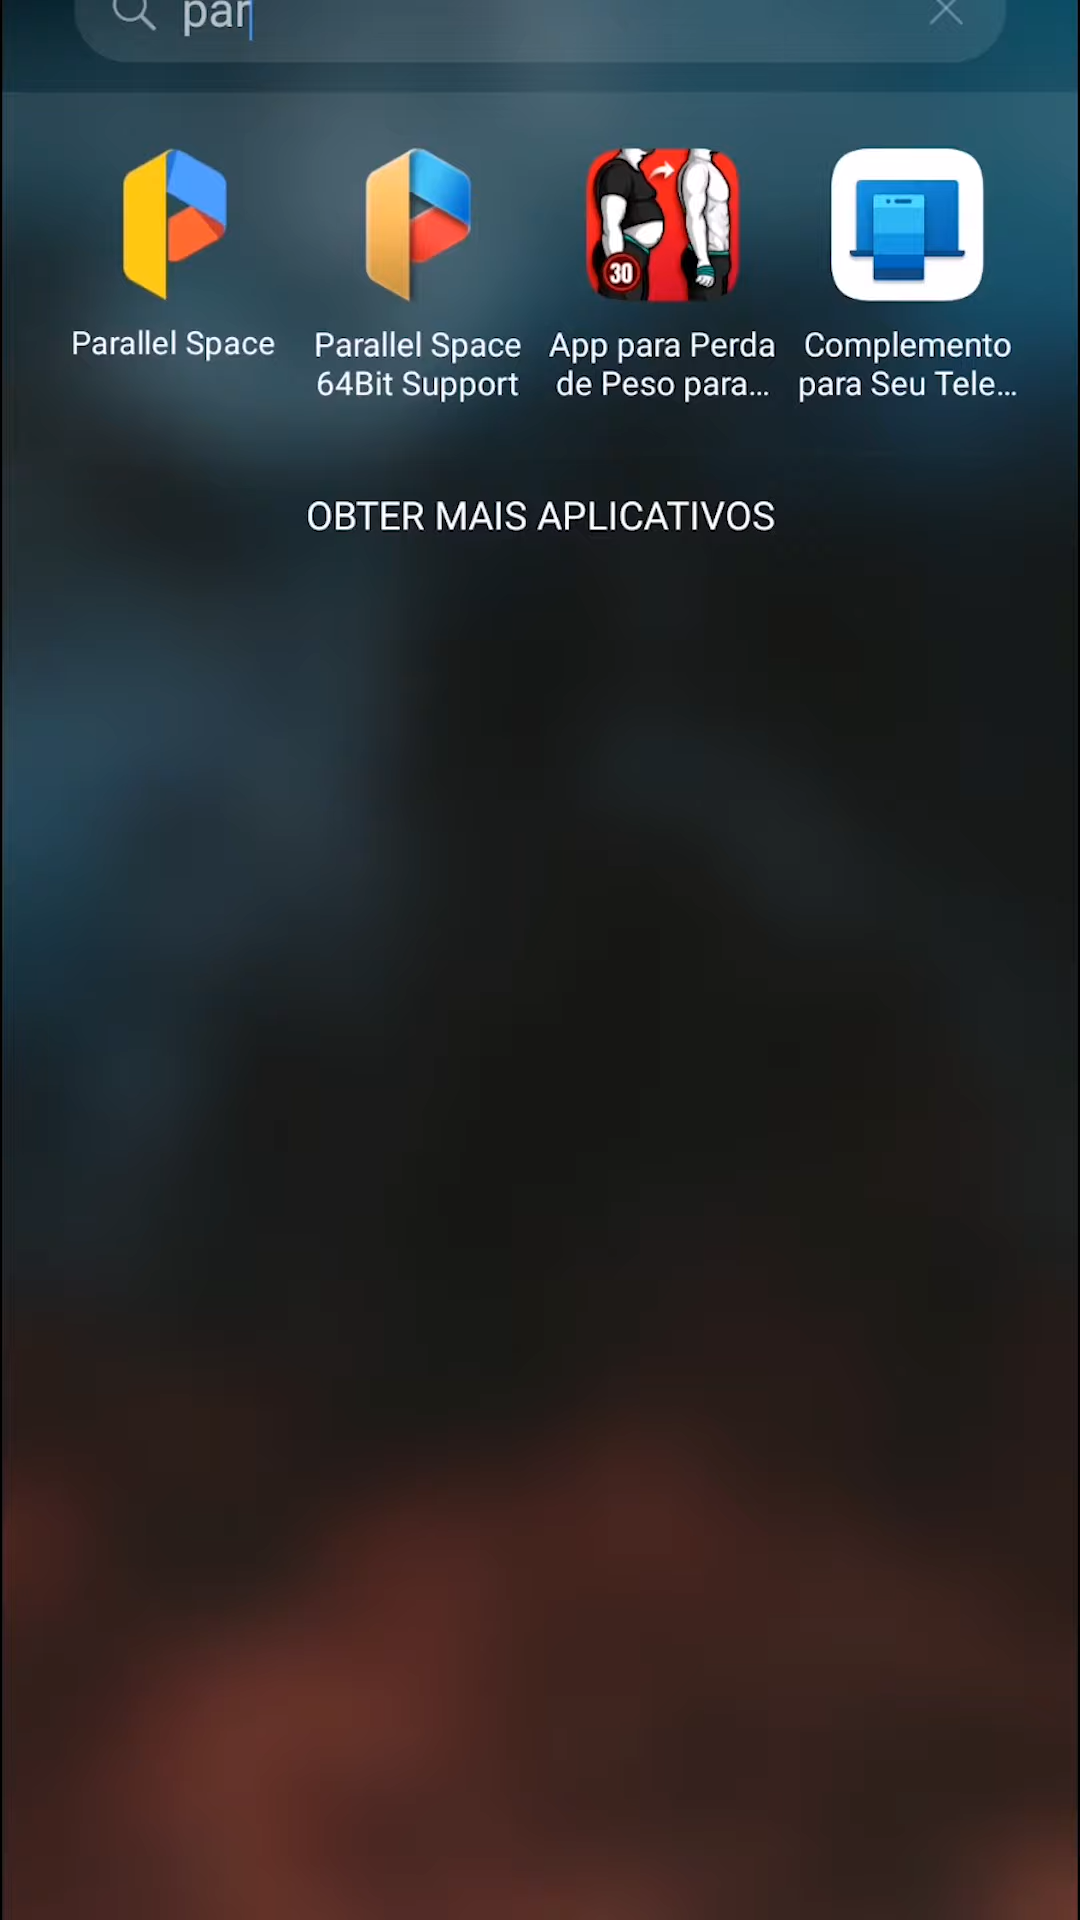 par
30
Parallel Space
Parallel Space
64Bit Support
App para Perda
de Peso para...
Complemento
para Seu Tele...
OBTER MAIS APLICATIVOS